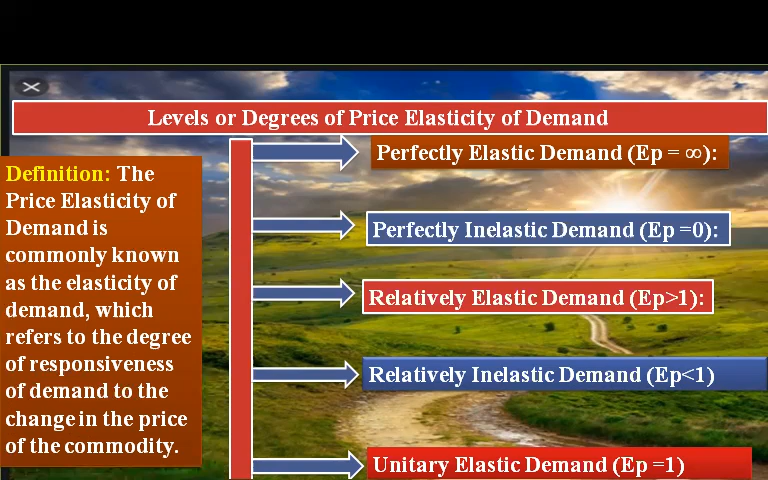 Levels or Degrees of Price Elasticity of Demand
Definition: The
Price Elasticity of
Demand is
commonly known
as the elasticity of
demand, which
refers to the degree
of responsiveness
of demand to the
change in the price
of the commodity.
Perfectly Elastic Demand (Ep = ∞):
Perfectly Inelastic Demand (Ep =0):
Relatively Elastic Demand (Ep>1):
Relatively Inelastic Demand (Ep<1)
Unitary Elastic Demand (Ep =1)